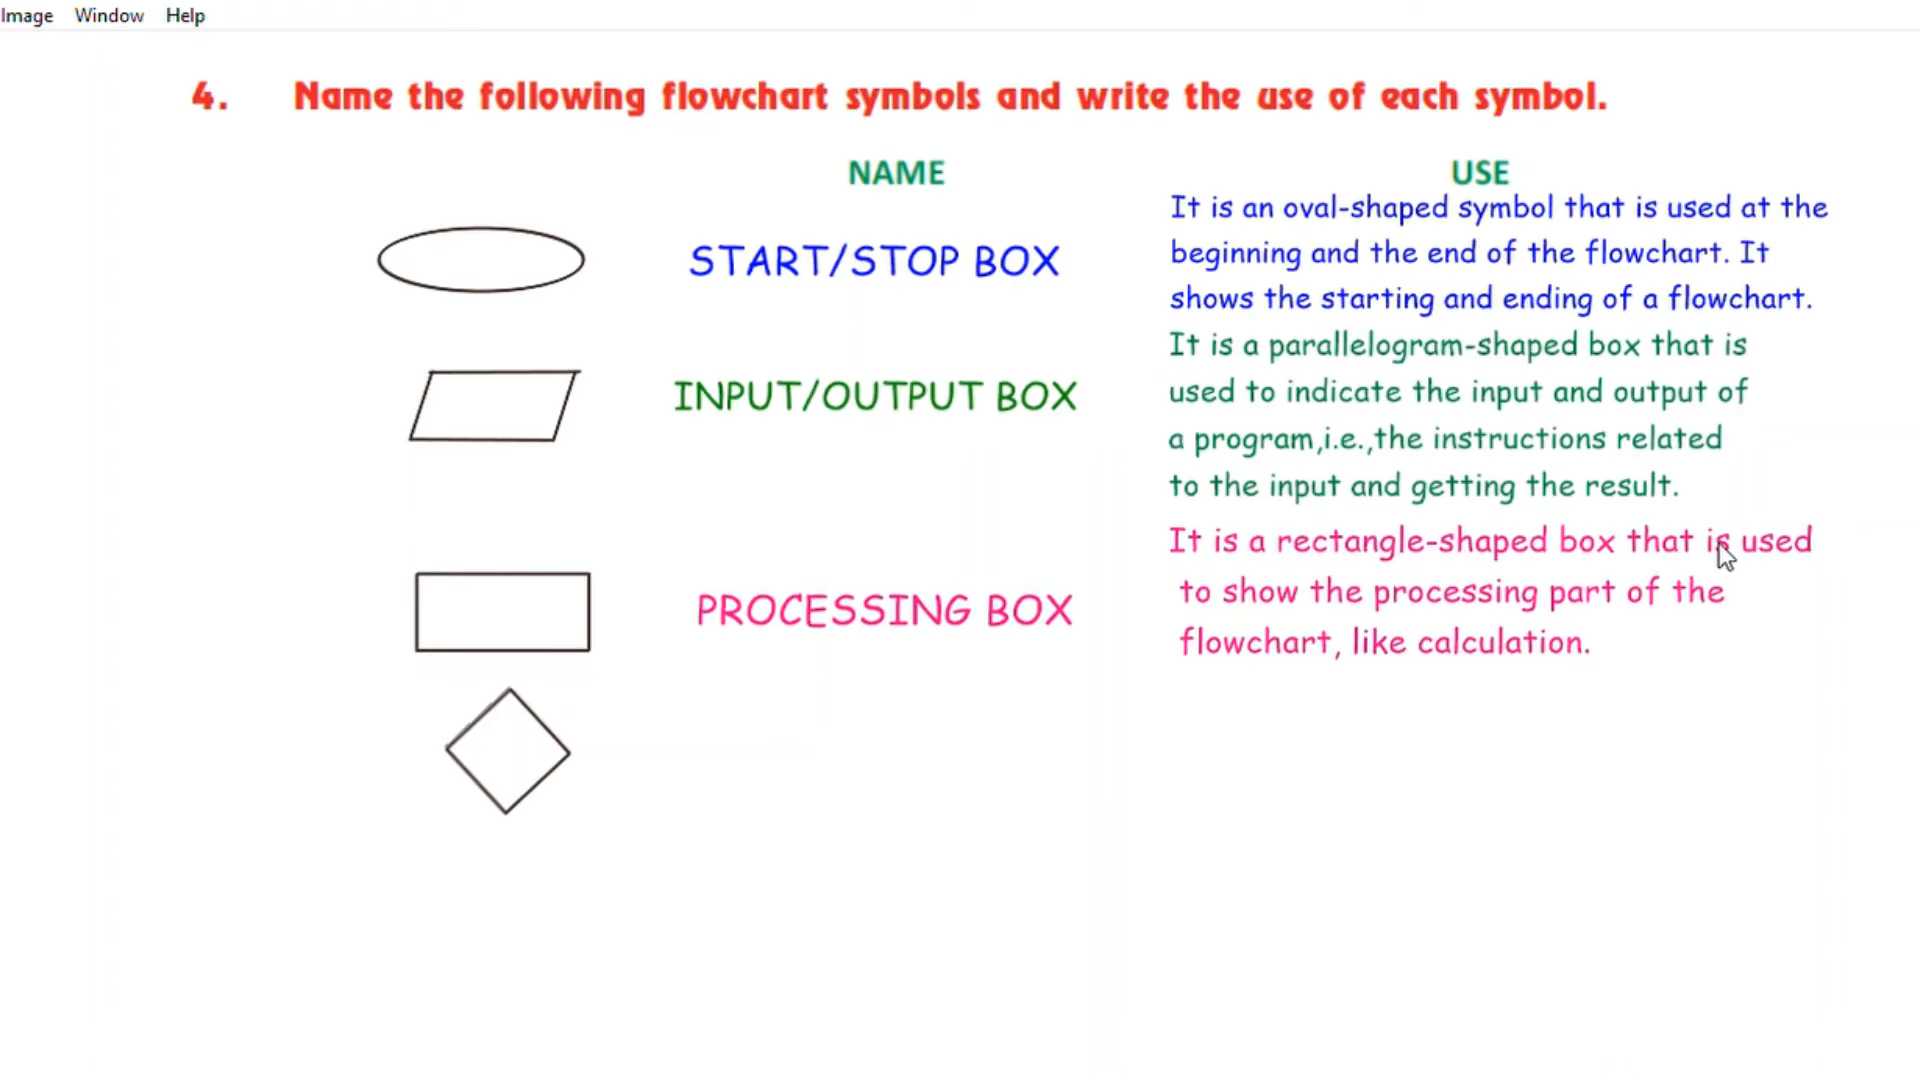 Image Window Help
4. Name the following flowchart symbols and write the use of each symbol.
NAME
USE
START/STOP BOX
It is an oval-shaped symbol that is used at the
beginning and the end of the flowchart. It
shows the starting and ending of a flowchart.
INPUT/OUTPUT BOX
It is a parallelogram-shaped box that is
used to indicate the input and output of
a program,i.e.,the instructions related
to the input and getting the result.
PROCESSING BOX
It is a rectangle-shaped box that is used
to show the processing part of the
flowchart, like calculation.